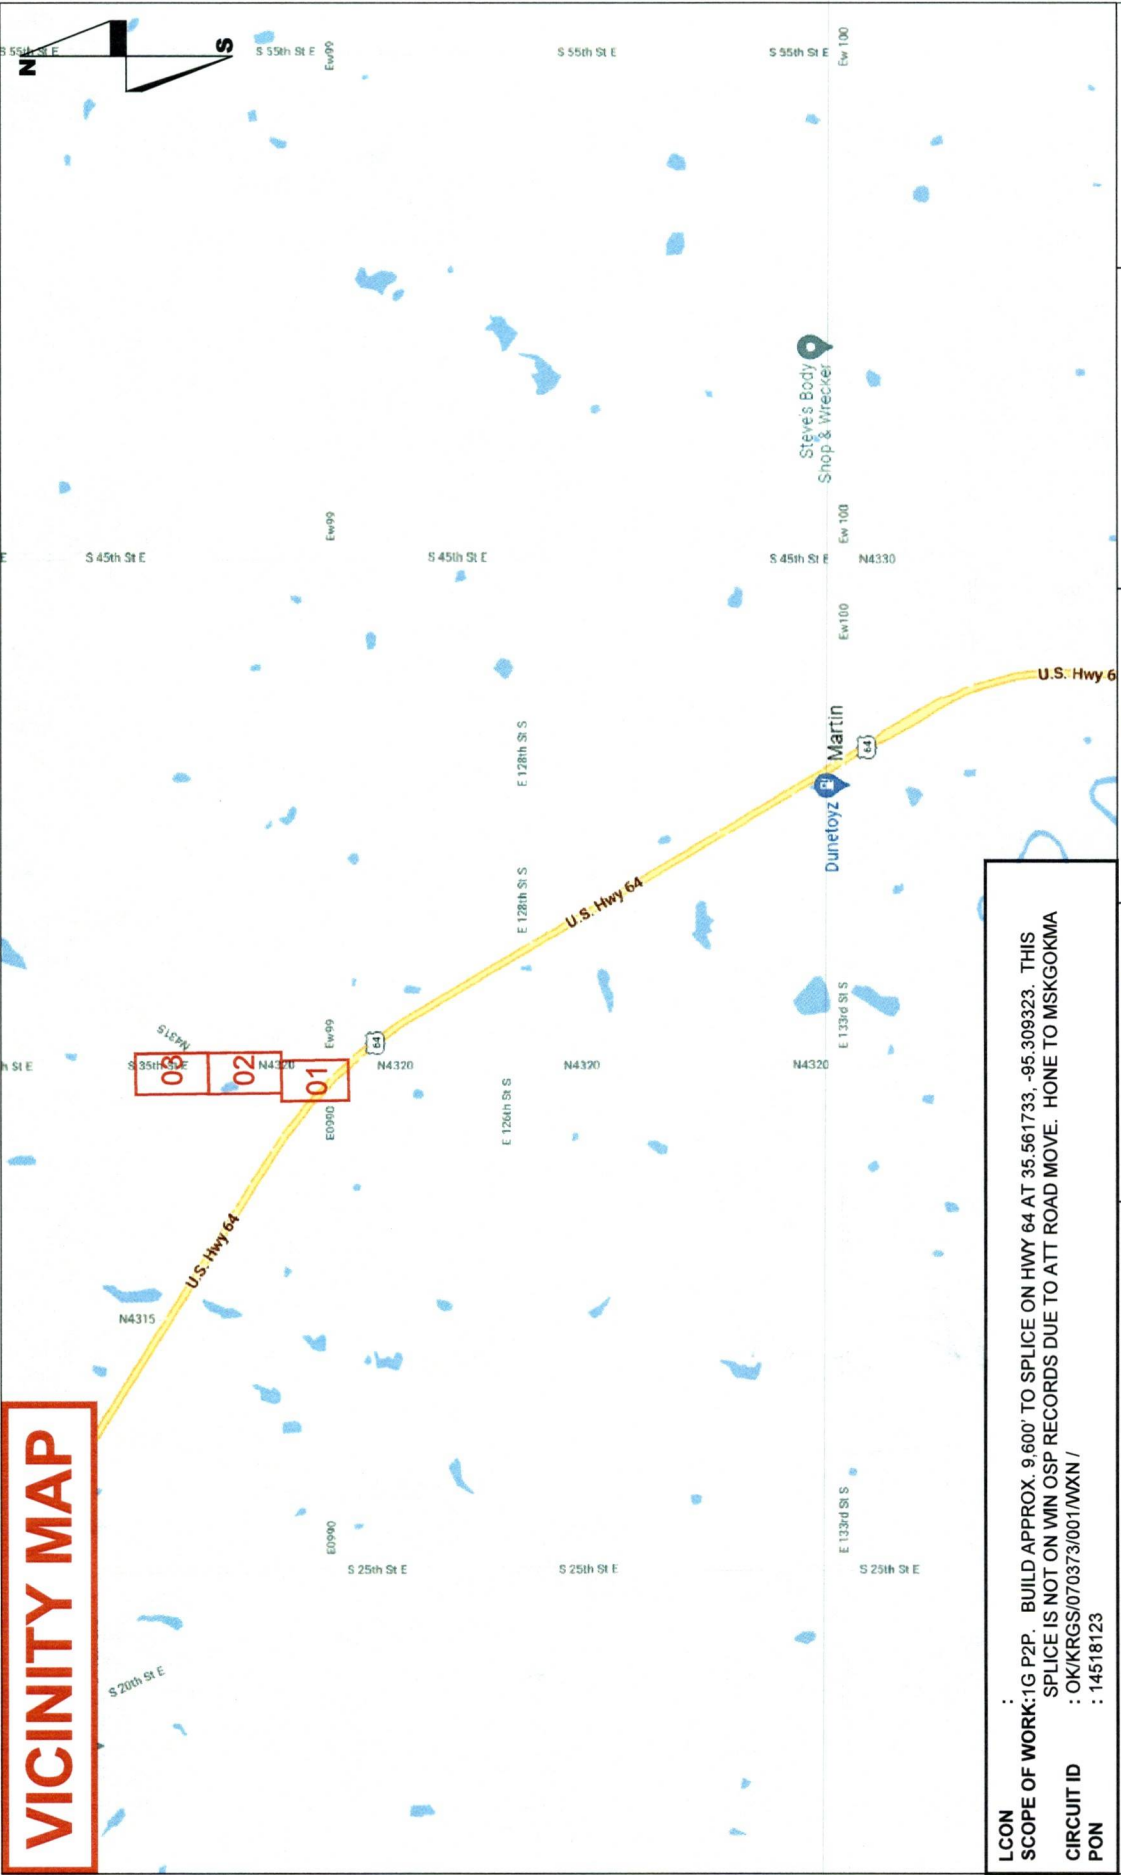 VICINITY MAP
N
S
S 55th St E
S 55th St E
Ew99
S 55th St E
S 55th St E
Ew 100
E
S 45th St E
Ew99
S 45th St E
S 45th St E
Ew 100
N4330
Ew100
Steve's Body
Shop & Wrecker
U.S. Hwy 6
Martin
64
Dunetoyz
E 128th St S
E 128th St S
U.S. Hwy 64
h St E
N431S
S 35th St E
03
02
01
N4320
Ew99
64
N4320
N4320
N4320
E 133rd St S
E0990
E 126th St S
U.S. Hwy 64
N4315
E0990
S 25th St E
S 25th St E
E 133rd St S
S 25th St E
S 20th St E
LCON :
SCOPE OF WORK:1G P2P. BUILD APPROX. 9,600' TO SPLICE ON HWY 64 AT 35.561733, -95.309323. THIS
SPLICE IS NOT ON WIN OSP RECORDS DUE TO ATT ROAD MOVE. HONE TO MSKGOKMA
CIRCUIT ID : OK/KRGS/070373/001/WXN /
PON : 14518123